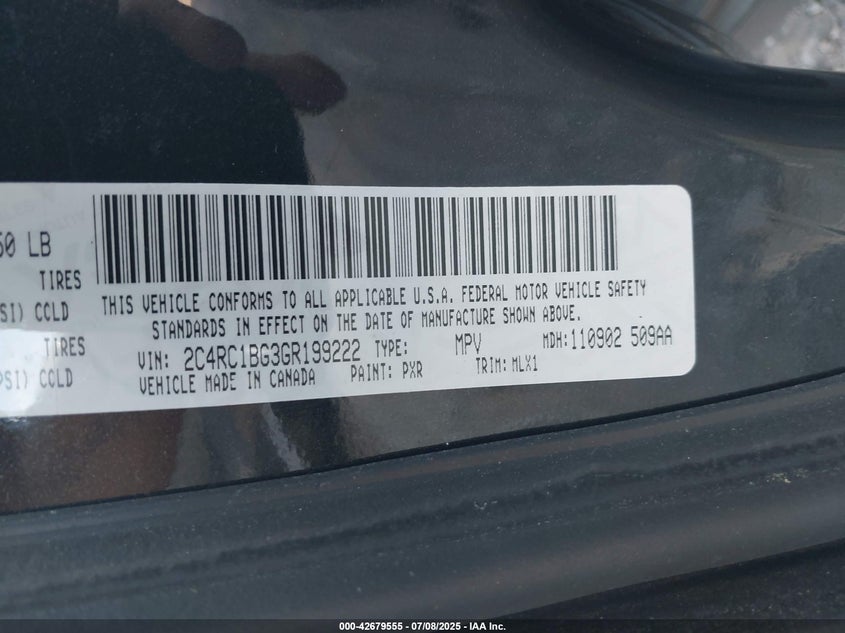 50 LB
TIRES
SI) COLD
TIRES
PSI) COLD
THIS VEHICLE CONFORMS TO ALL APPLICABLE U.S.A. FEDERAL MOTOR VEHICLE SAFETY
STANDARDS IN EFFECT ON THE DATE OF MANUFACTURE SHOWN ABOVE.
VIN: 2C4RC1BG3GR199222 TYPE: MPV MDH: 110902 509AA
VEHICLE MADE IN CANADA PAINT: PXR TRIM: MLX1
000-42679555 - 07/08/2025 - IAA Inc.